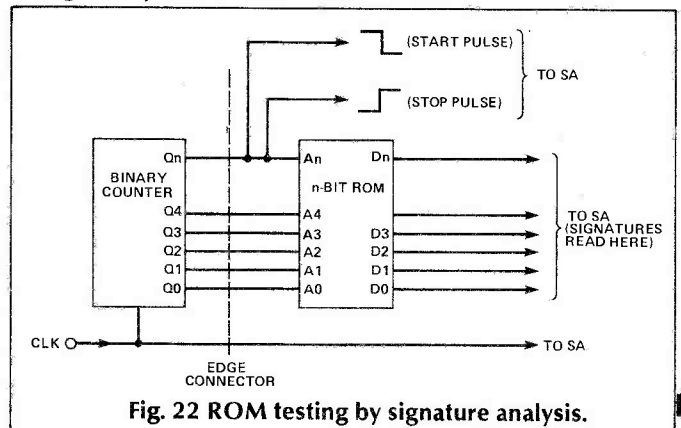 (START PULSE)
TO SA
(STOP PULSE)
Qn
An
Dn
BINARY
COUNTER
n-BIT ROM
Q4
A4
TO SA
(SIGNATURES
READ HERE)
Q3
A3
D3
Q2
A2
D2
Q1
A1
D1
Q0
A0
D0
CLK
TO SA
EDGE
CONNECTOR
Fig. 22 ROM testing by signature analysis.